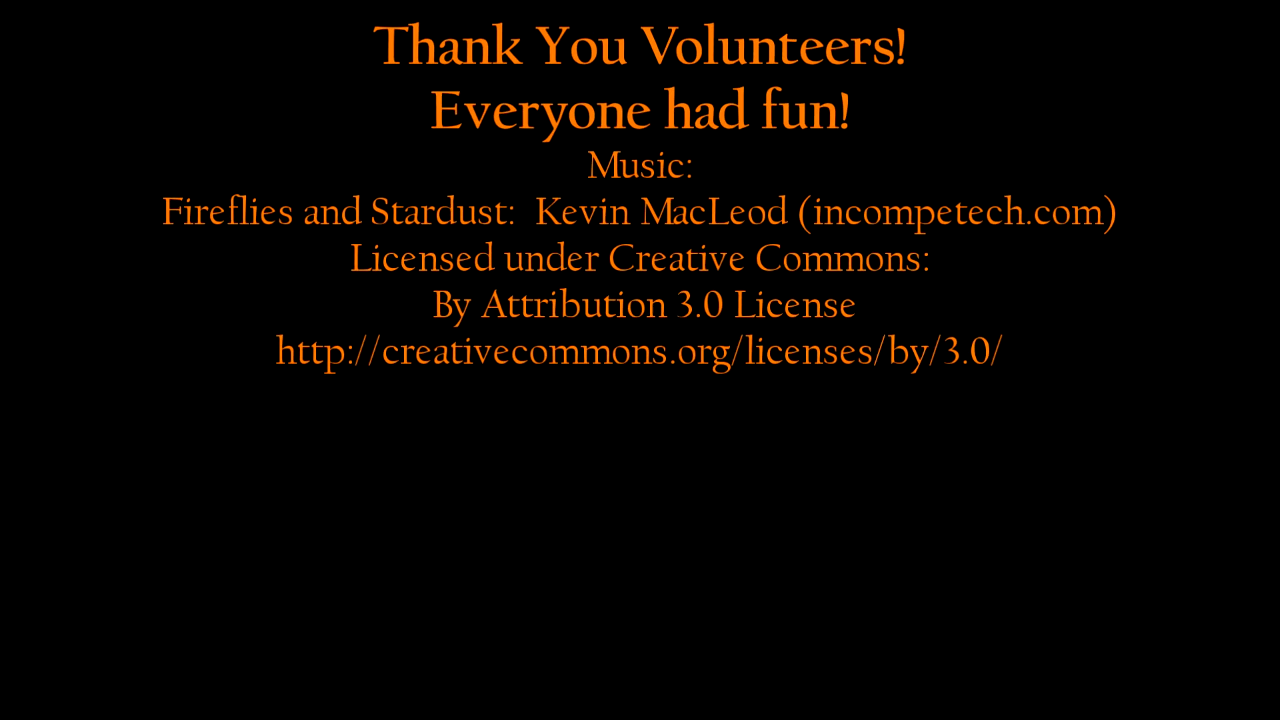 Thank You Volunteers!
Everyone had fun!
Music:
Fireflies and Stardust:  Kevin MacLeod (incompetech.com)
Licensed under Creative Commons:
By Attribution 3.0 License
http://creativecommons.org/licenses/by/3.0/